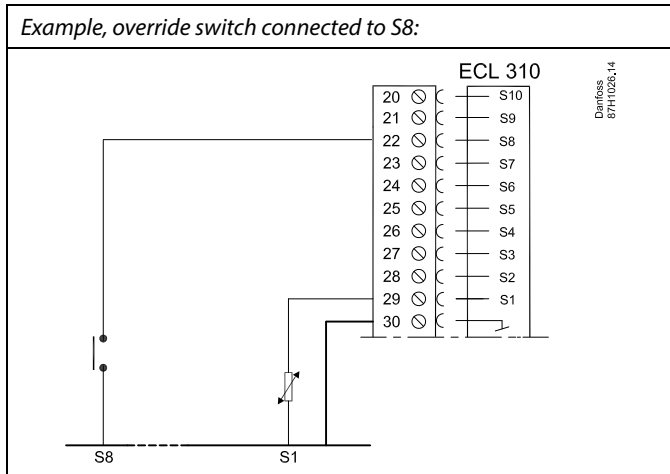 Example, override switch connected to S8:
ECL 310
Danfoss
87H1026.14
20 S10
21 S9
22 S8
23 S7
24 S6
25 S5
26 S4
27 S3
28 S2
29 S1
30
S8 S1